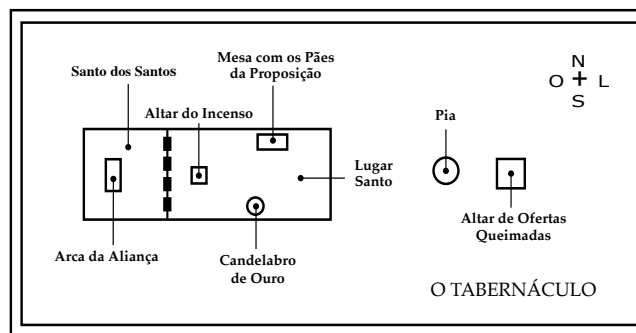 Mesa com os Pães
da Proposição
Santo dos Santos
Altar do Incenso
N
O L
S
Pia
Lugar
Santo
Altar de Ofertas
Queimadas
Arca da Aliança
Candelabro
de Ouro
O TABERNÁCULO